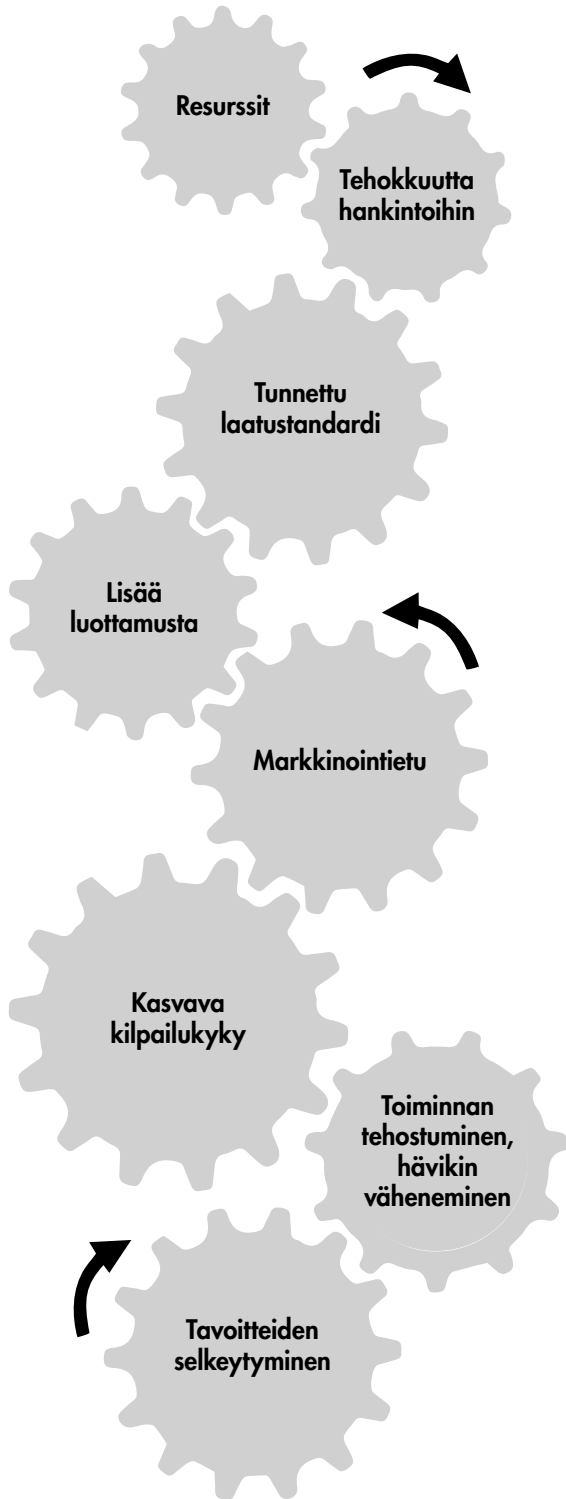 Resurssit
Tehokkuutta
hankintoihin
Tunnettu
laatustandardi
Lisää
luottamusta
Markkinointietu
Kasvava
kilpailukyky
Toiminnan
tehostuminen,
hävikin
väheneminen
Tavoitteiden
selkeytyminen